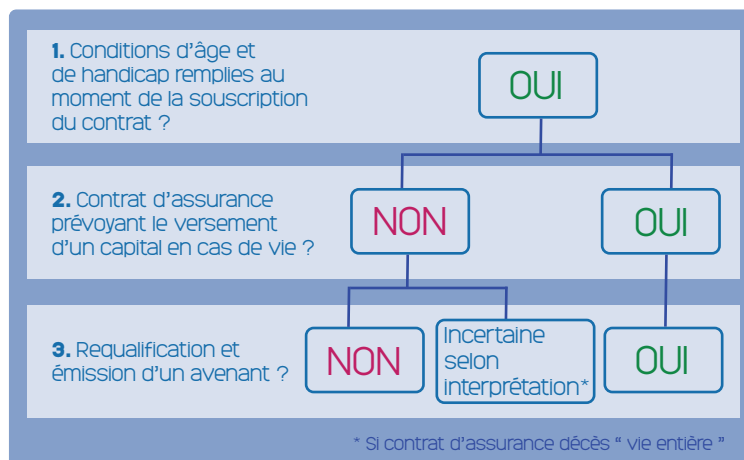 1. Conditions d'âge et
de handicap remplies au
moment de la souscription
du contrat ?
OUI
2. Contrat d'assurance
prévoyant le versement
d'un capital en cas de vie ?
NON
OUI
3. Requalification et
émission d'un avenant ?
NON
Incertaine
selon
interprétation*
OUI
* Si contrat d'assurance décès “ vie entière ”